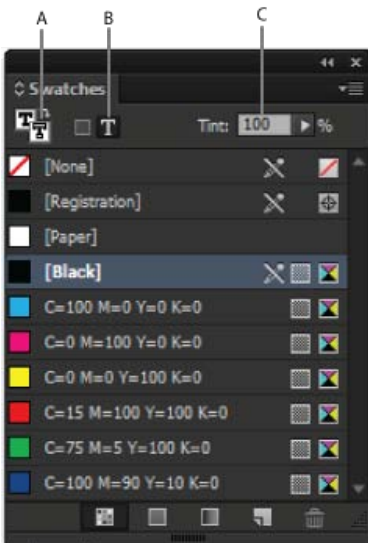 A B C
Swatches
T T T Tint: 100 %
[None]
[Registration]
[Paper]
[Black]
C=100 M=0 Y=0 K=0
C=0 M=100 Y=0 K=0
C=0 M=0 Y=100 K=0
C=15 M=100 Y=100 K=0
C=75 M=5 Y=100 K=0
C=100 M=90 Y=10 K=0